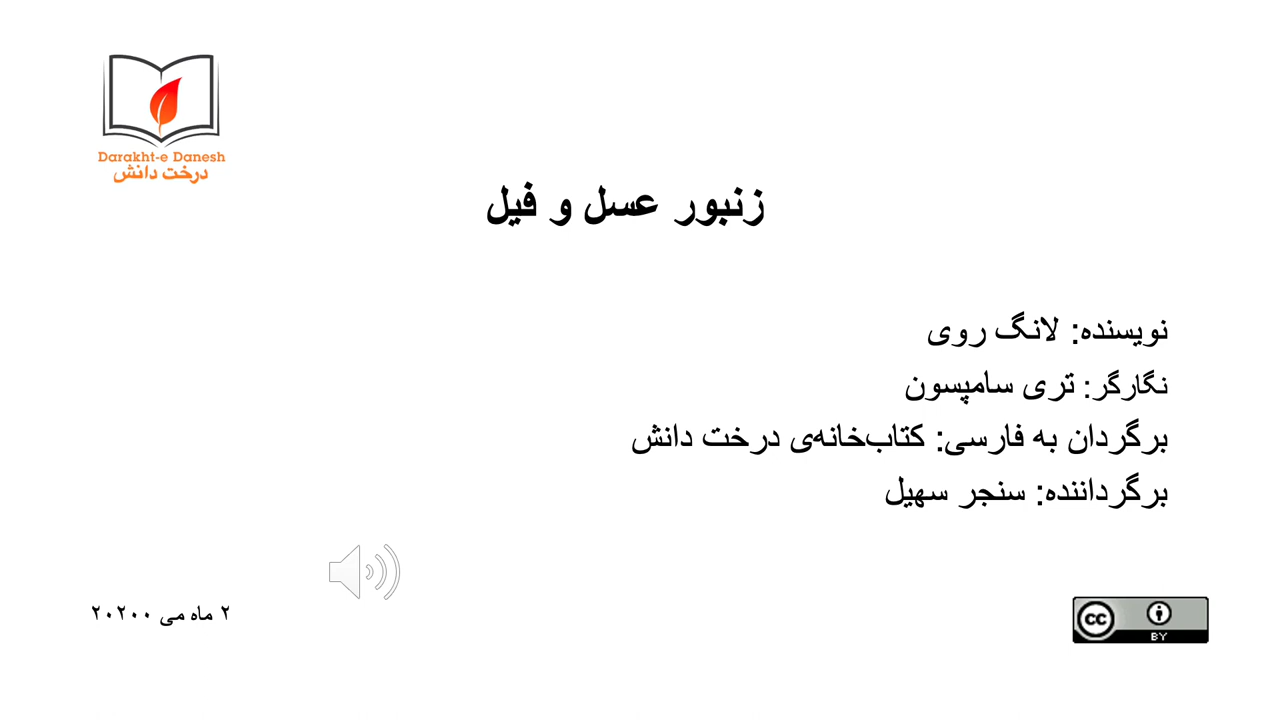 Darakht-e Danesh
درخت دانش
زنبور عسل و فیل
نویسنده: لانگ روی
نگارگر: تری سامپسون
برگردان به فارسی: کتاب‌خانه‌ی درخت دانش
برگرداننده: سنجر سهیل
۲ ماه می ۲۰۲۰۰
cc
BY